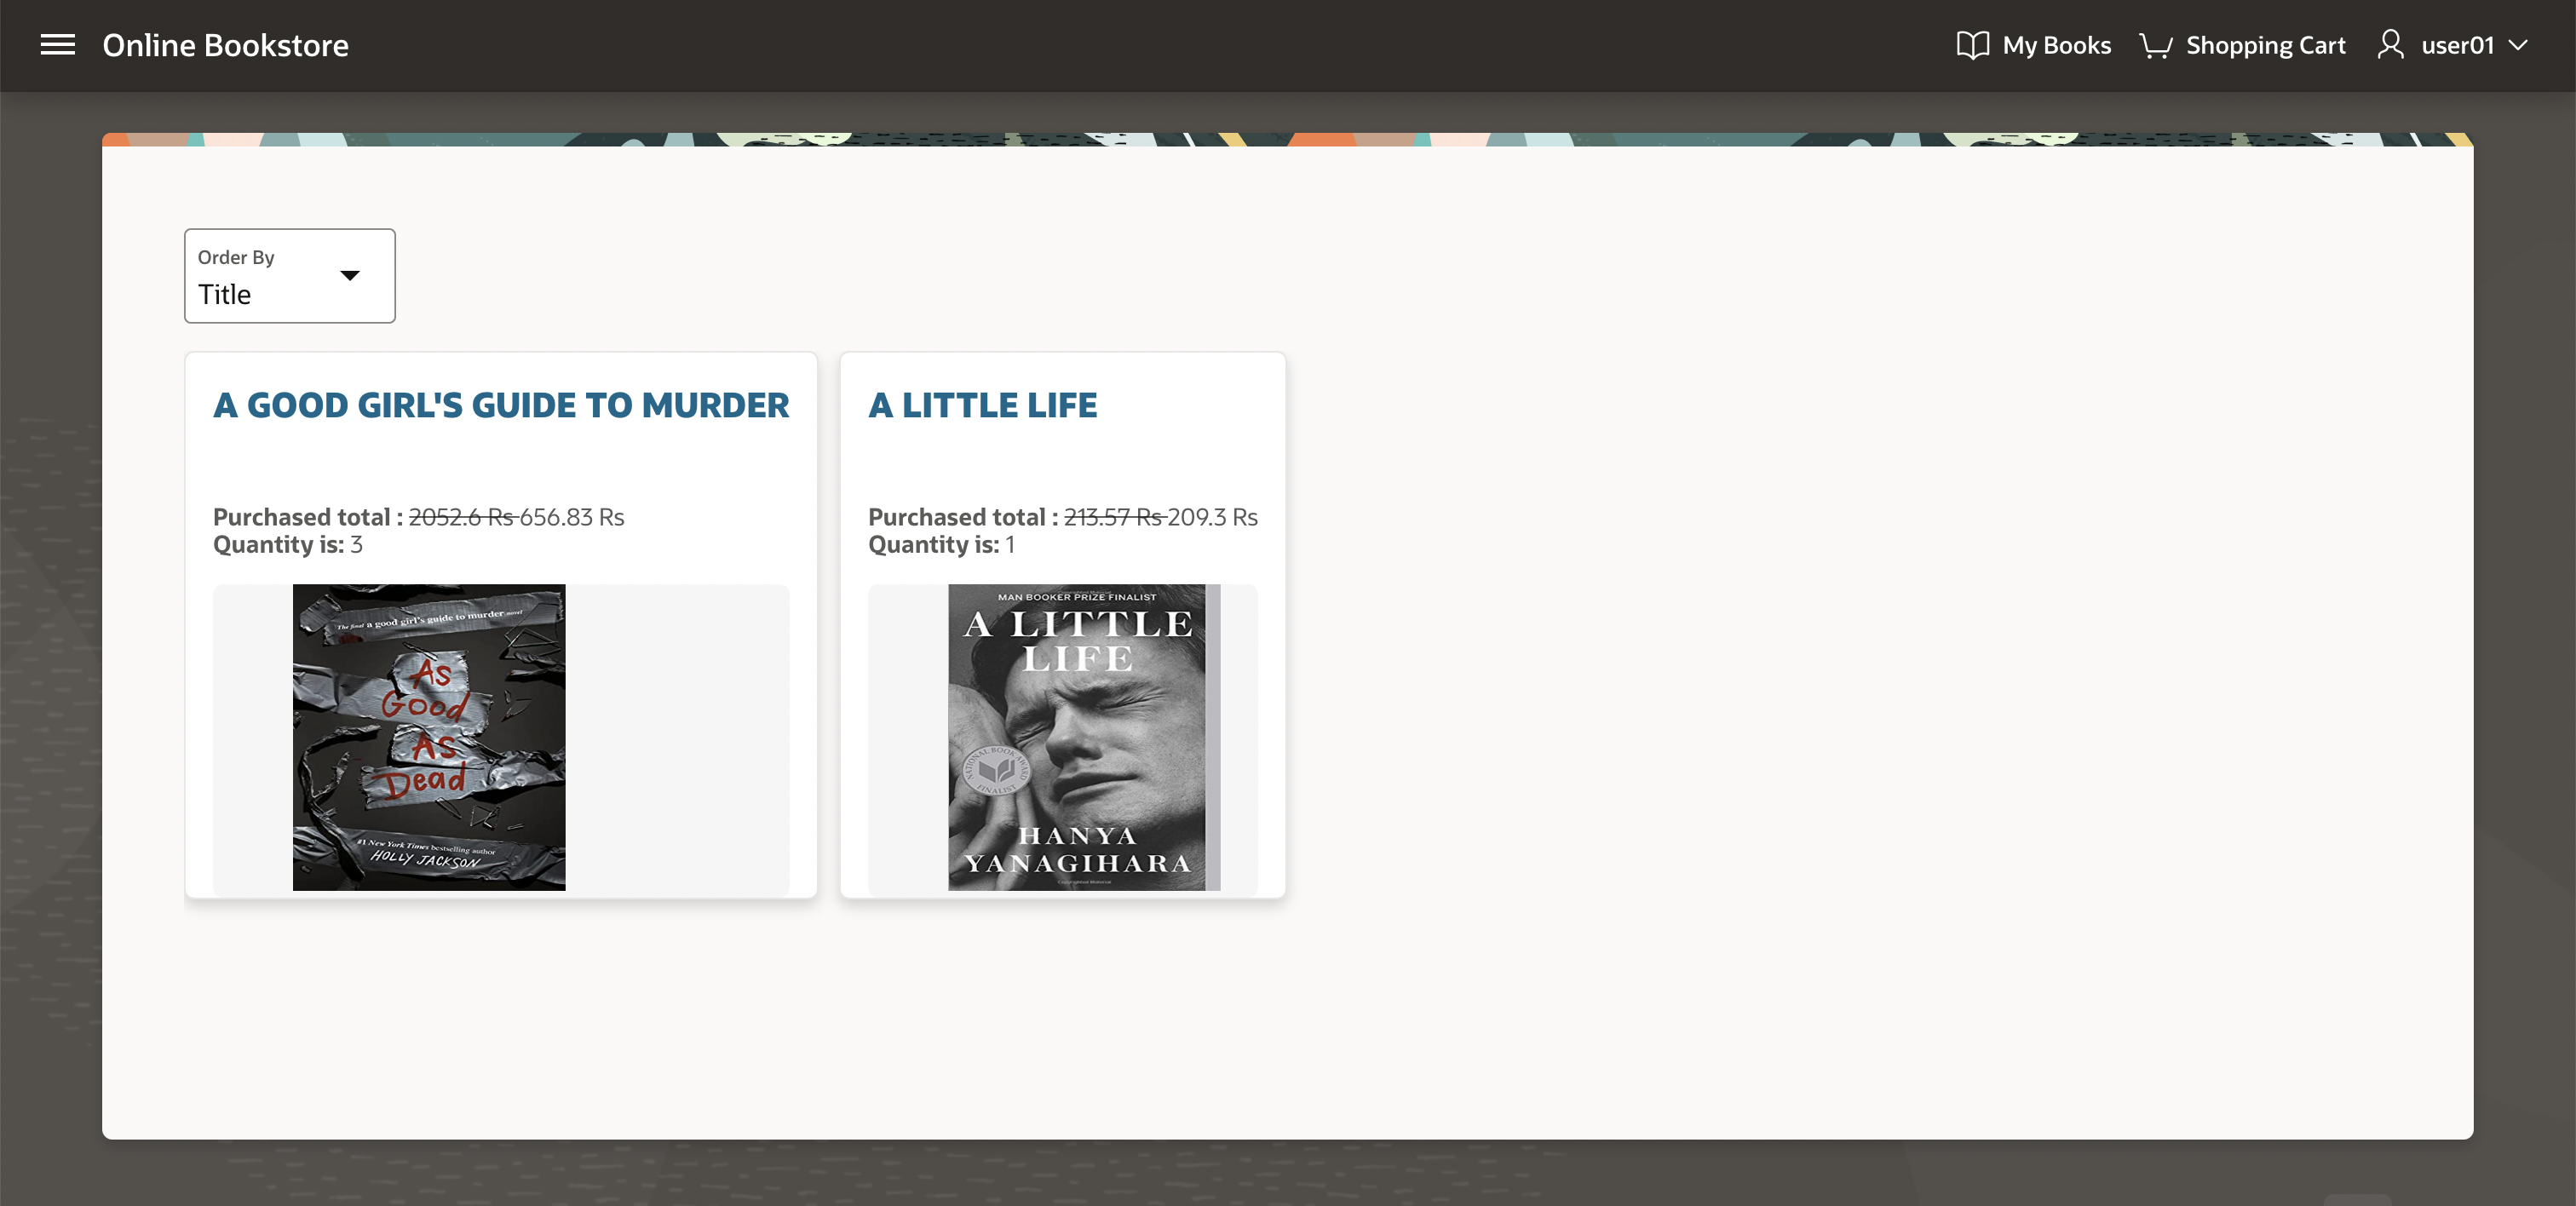 Online Bookstore
My Books
Shopping Cart
user01
Order By
Title
A GOOD GIRL'S GUIDE TO MURDER
Purchased total : 2052.6 Rs 656.83 Rs
Quantity is: 3
The final a good girl's guide to murder novel
As
Good
As
Dead
#1 New York Times bestselling author
HOLLY JACKSON
A LITTLE LIFE
Purchased total : 213.57 Rs 209.3 Rs
Quantity is: 1
MAN BOOKER PRIZE FINALIST
A LITTLE
LIFE
NATIONAL BOOK AWARD
FINALIST
HANYA
YANAGIHARA